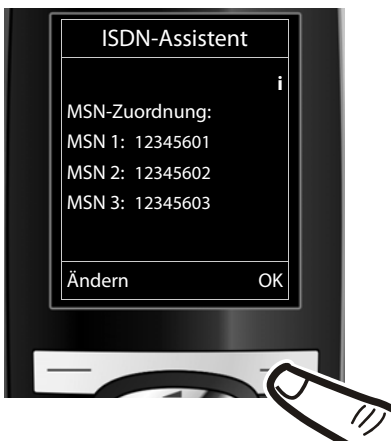 ISDN-Assistent
i
MSN-Zuordnung:
MSN 1: 12345601
MSN 2: 12345602
MSN 3: 12345603
Ändern OK